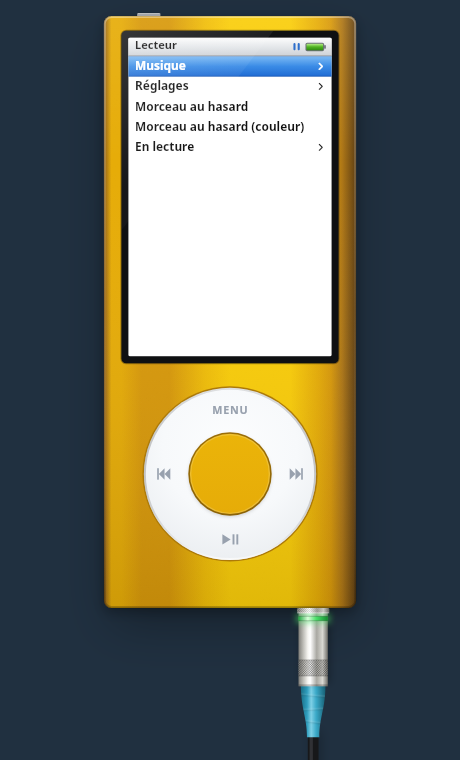 Lecteur
Musique
Réglages
Morceau au hasard
Morceau au hasard (couleur)
En lecture
MENU